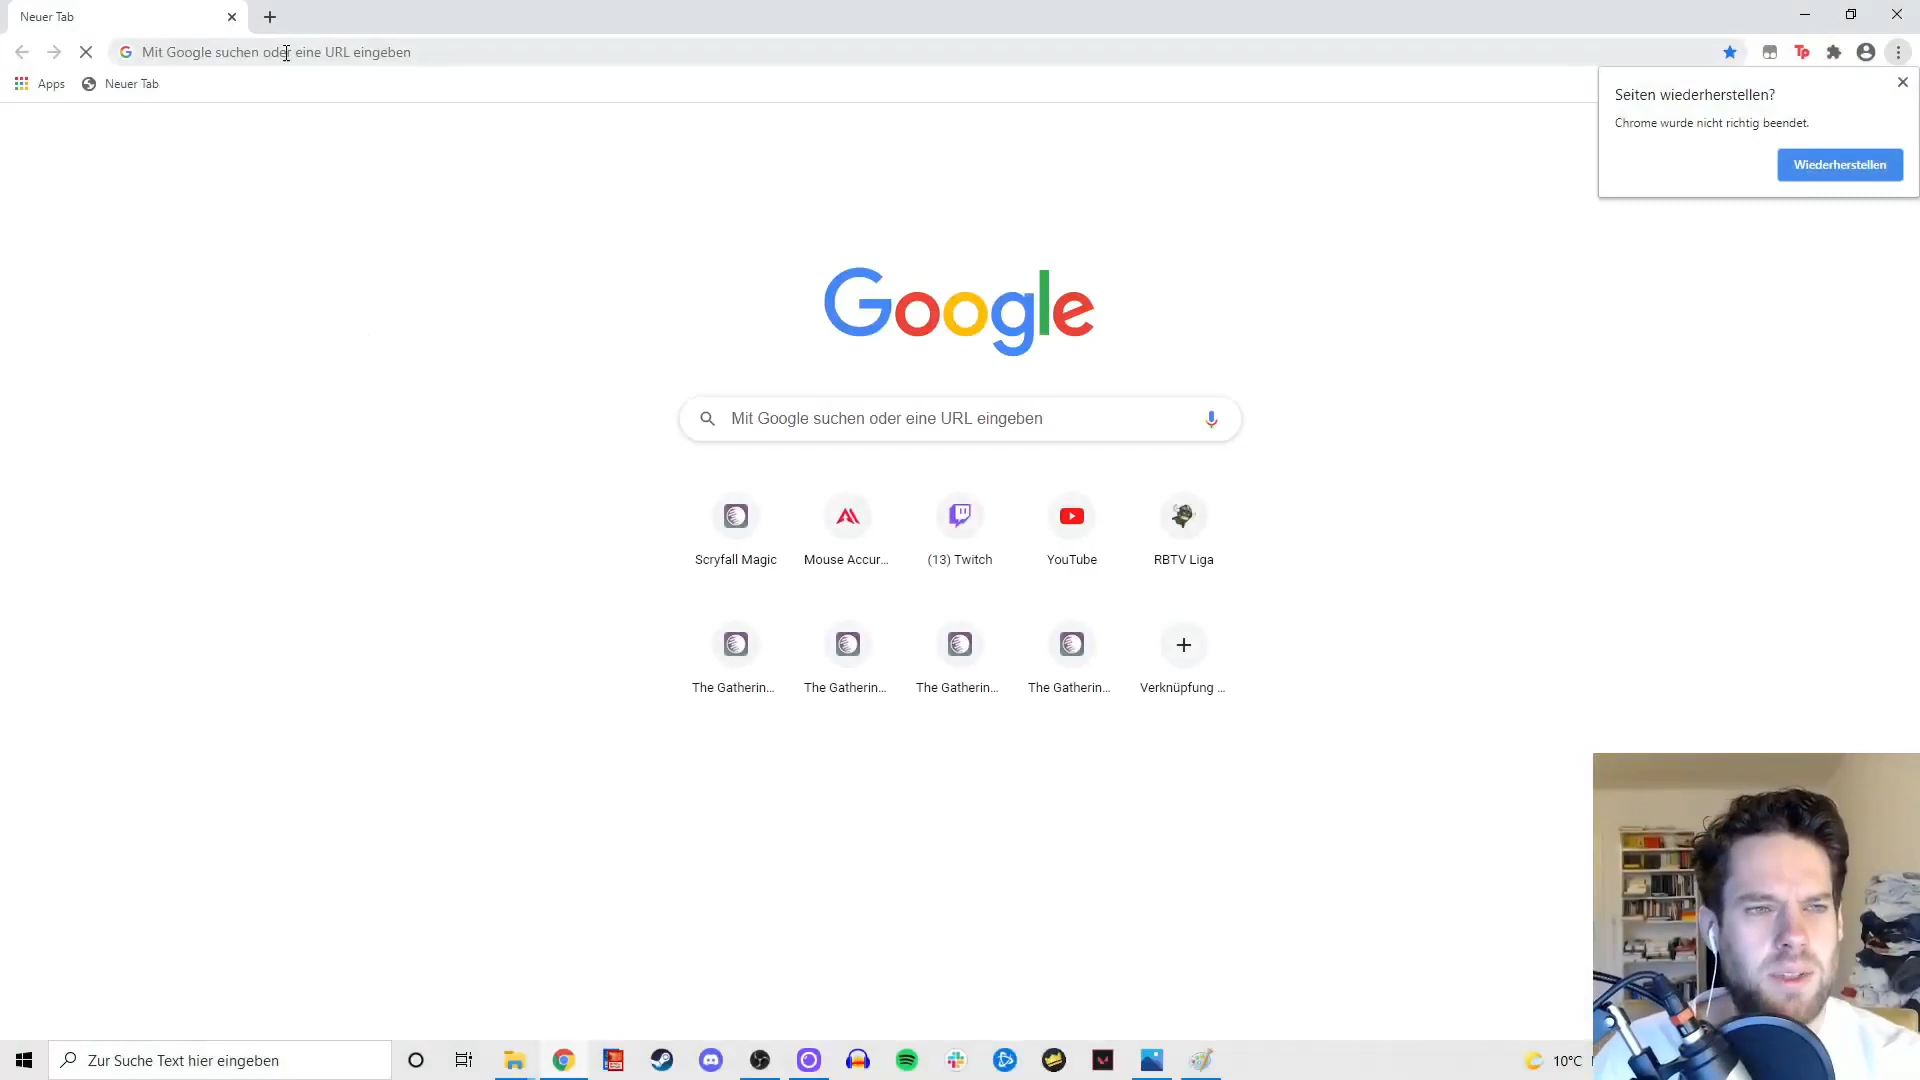 Neuer Tab
Mit Google suchen oder eine URL eingeben
Apps
Neuer Tab
Seiten wiederherstellen?
Chrome wurde nicht richtig beendet.
Wiederherstellen
Google
Mit Google suchen oder eine URL eingeben
Scryfall Magic
Mouse Accur...
(13) Twitch
YouTube
RBTV Liga
The Gatherin...
The Gatherin...
The Gatherin...
The Gatherin...
Verknüpfung ...
Zur Suche Text hier eingeben
10°C